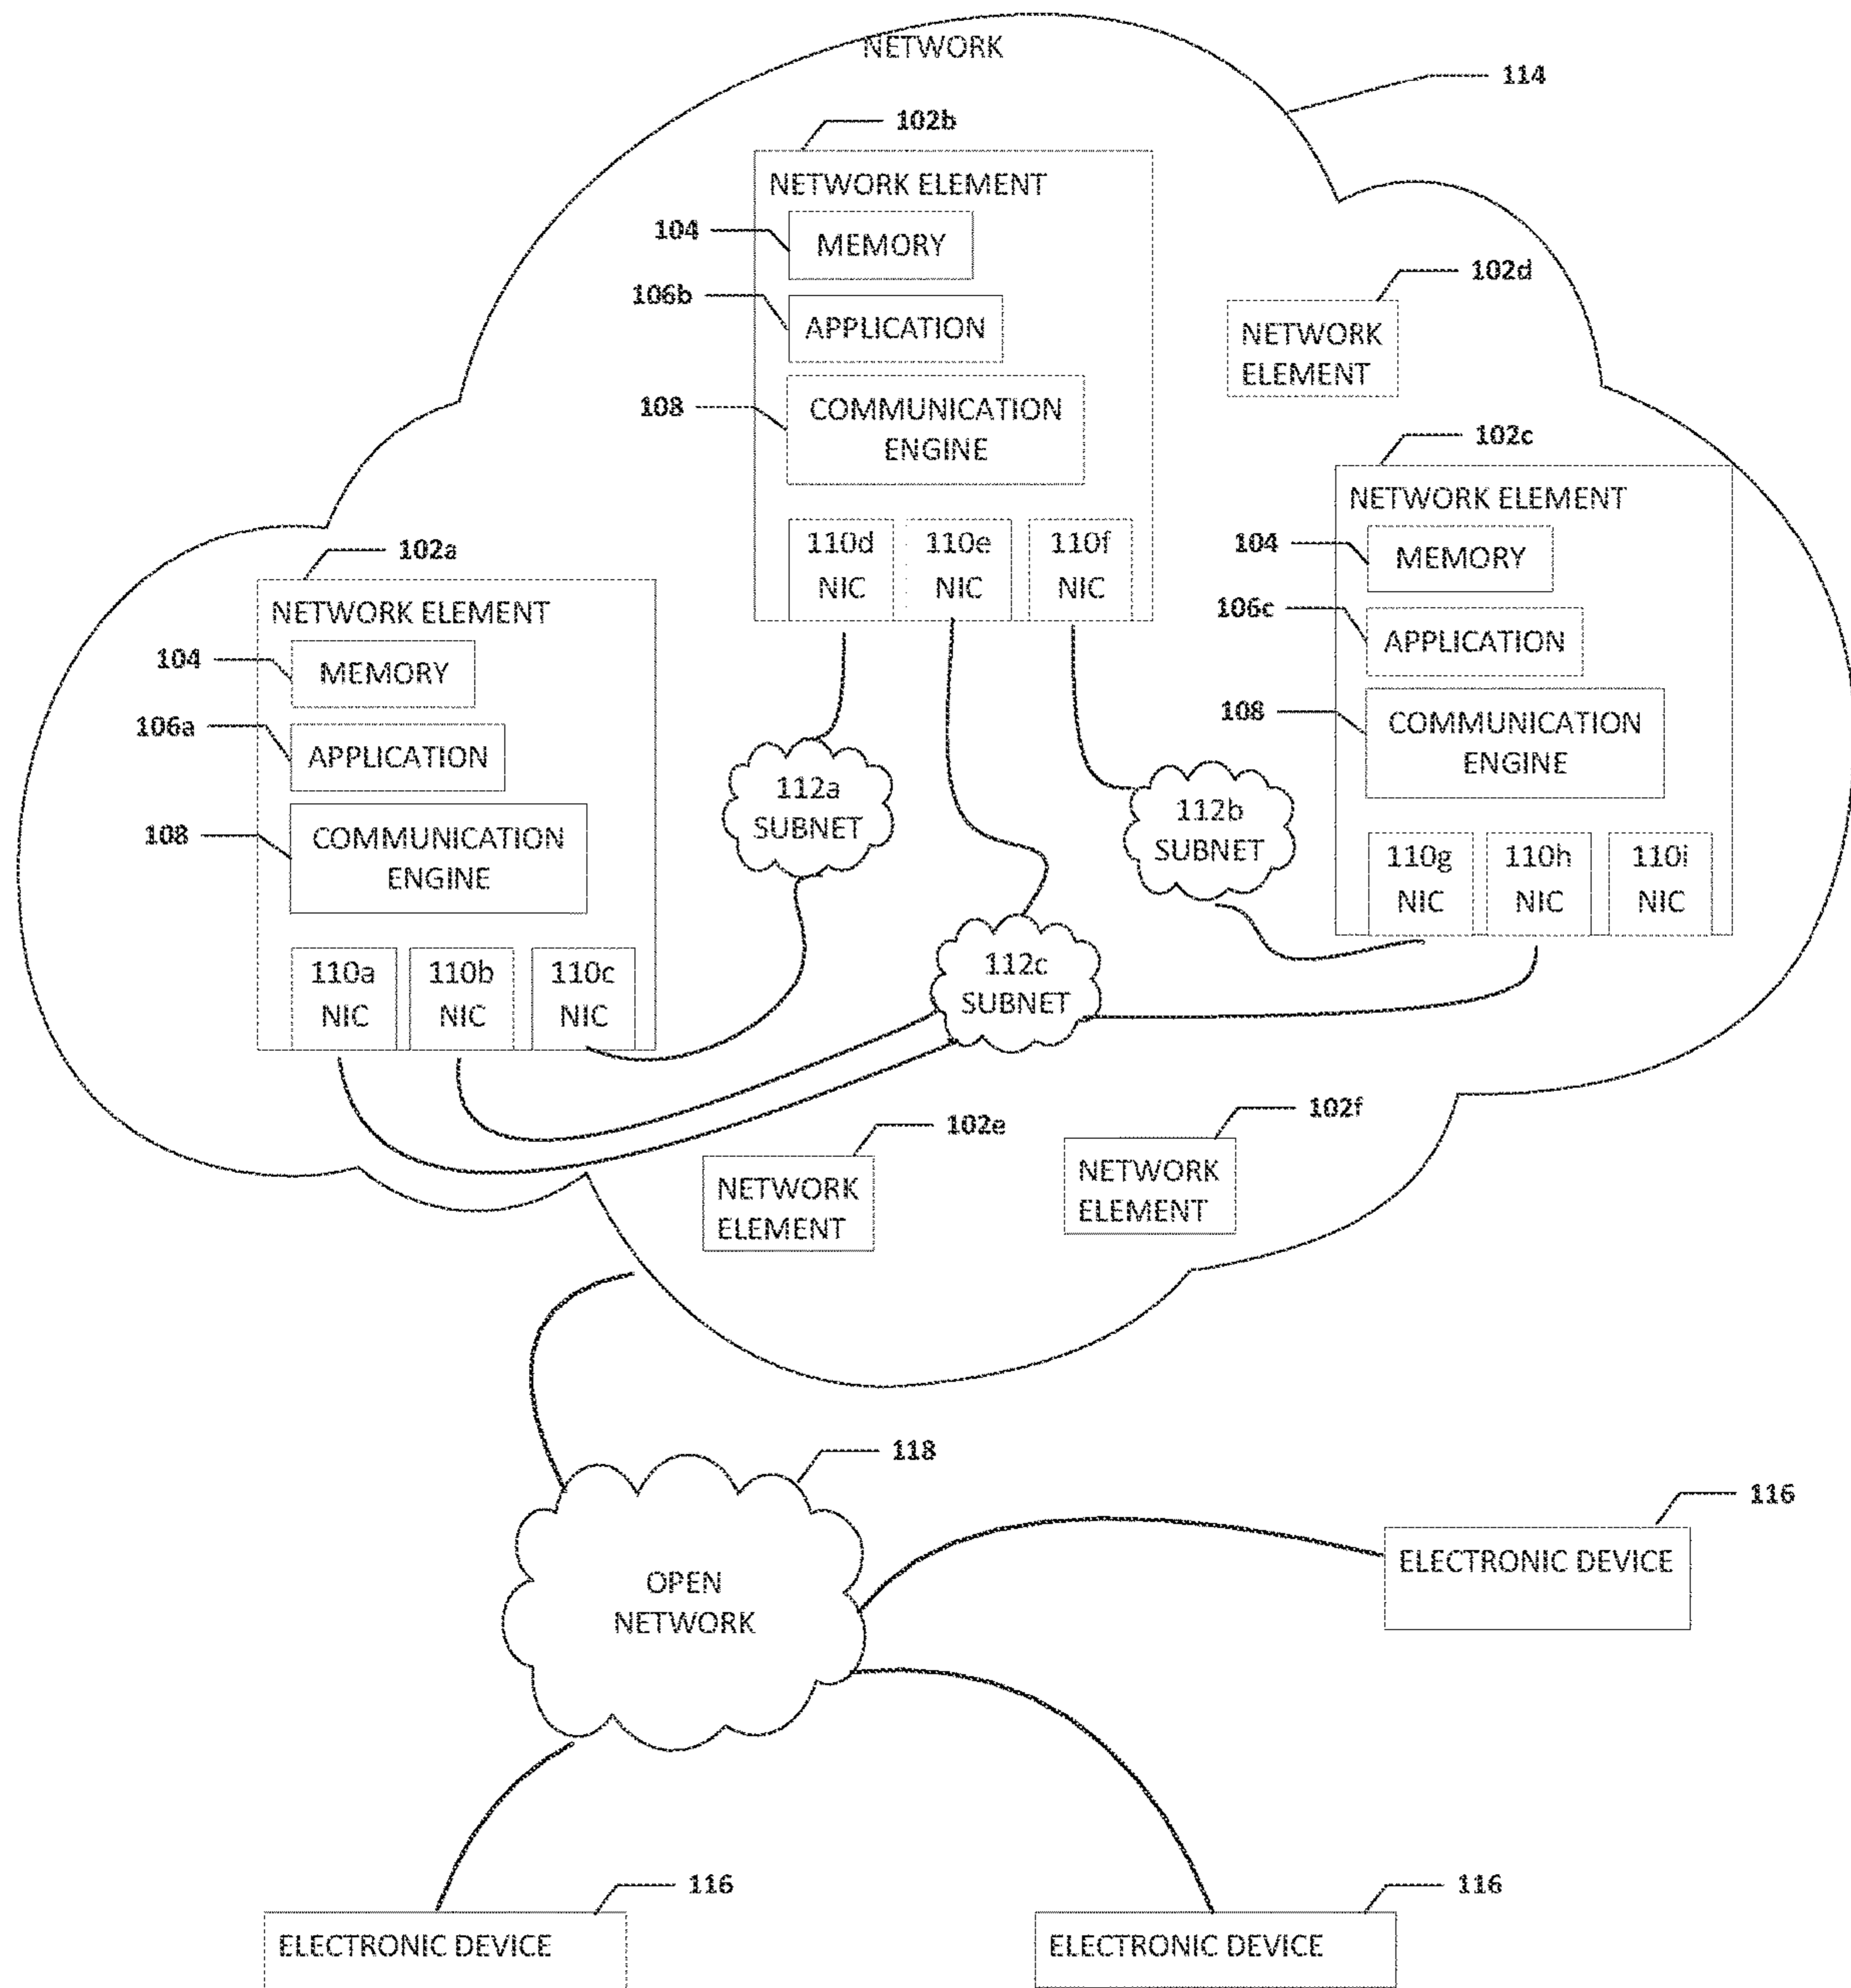 NETWORK
114
102b
NETWORK ELEMENT
104
MEMORY
106b
APPLICATION
108
COMMUNICATION
ENGINE
110d
NIC
110e
NIC
110f
NIC
102d
NETWORK
ELEMENT
102c
NETWORK ELEMENT
104
MEMORY
106c
APPLICATION
108
COMMUNICATION
ENGINE
110g
NIC
110h
NIC
110i
NIC
102a
NETWORK ELEMENT
104
MEMORY
106a
APPLICATION
108
COMMUNICATION
ENGINE
110a
NIC
110b
NIC
110c
NIC
112a
SUBNET
112b
SUBNET
112c
SUBNET
102e
NETWORK
ELEMENT
102f
NETWORK
ELEMENT
118
OPEN
NETWORK
116
ELECTRONIC DEVICE
116
ELECTRONIC DEVICE
116
ELECTRONIC DEVICE